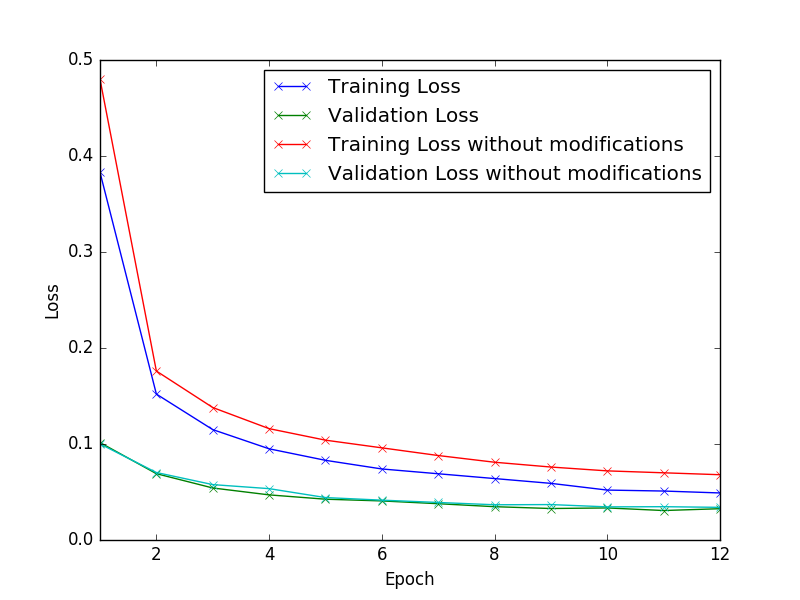 0.5
Training Loss
Validation Loss
Training Loss without modifications
Validation Loss without modifications
0.4
0.3
Loss
0.2
0.1
0.0
2 4 6 8 10 12
Epoch